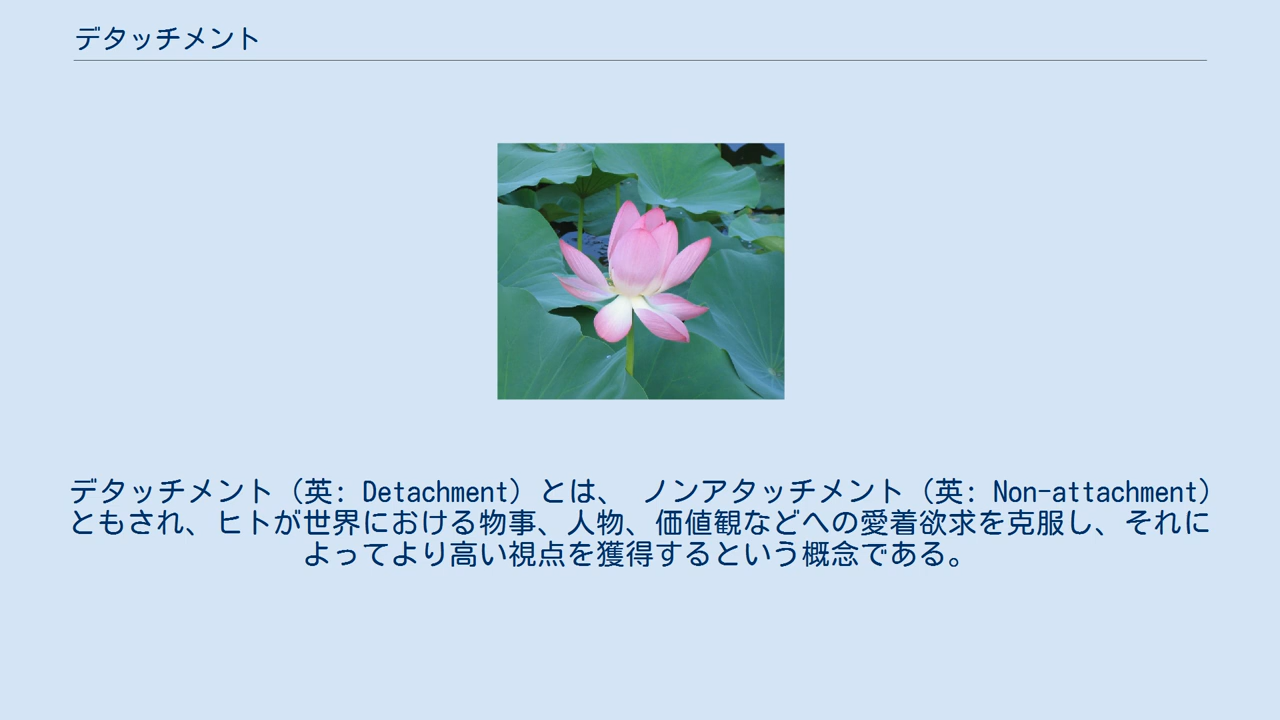 デタッチメント
デタッチメント（英: Detachment）とは、 ノンアタッチメント（英: Non-attachment）
ともされ、ヒトが世界における物事、人物、価値観などへの愛着欲求を克服し、それに
よってより高い視点を獲得するという概念である。